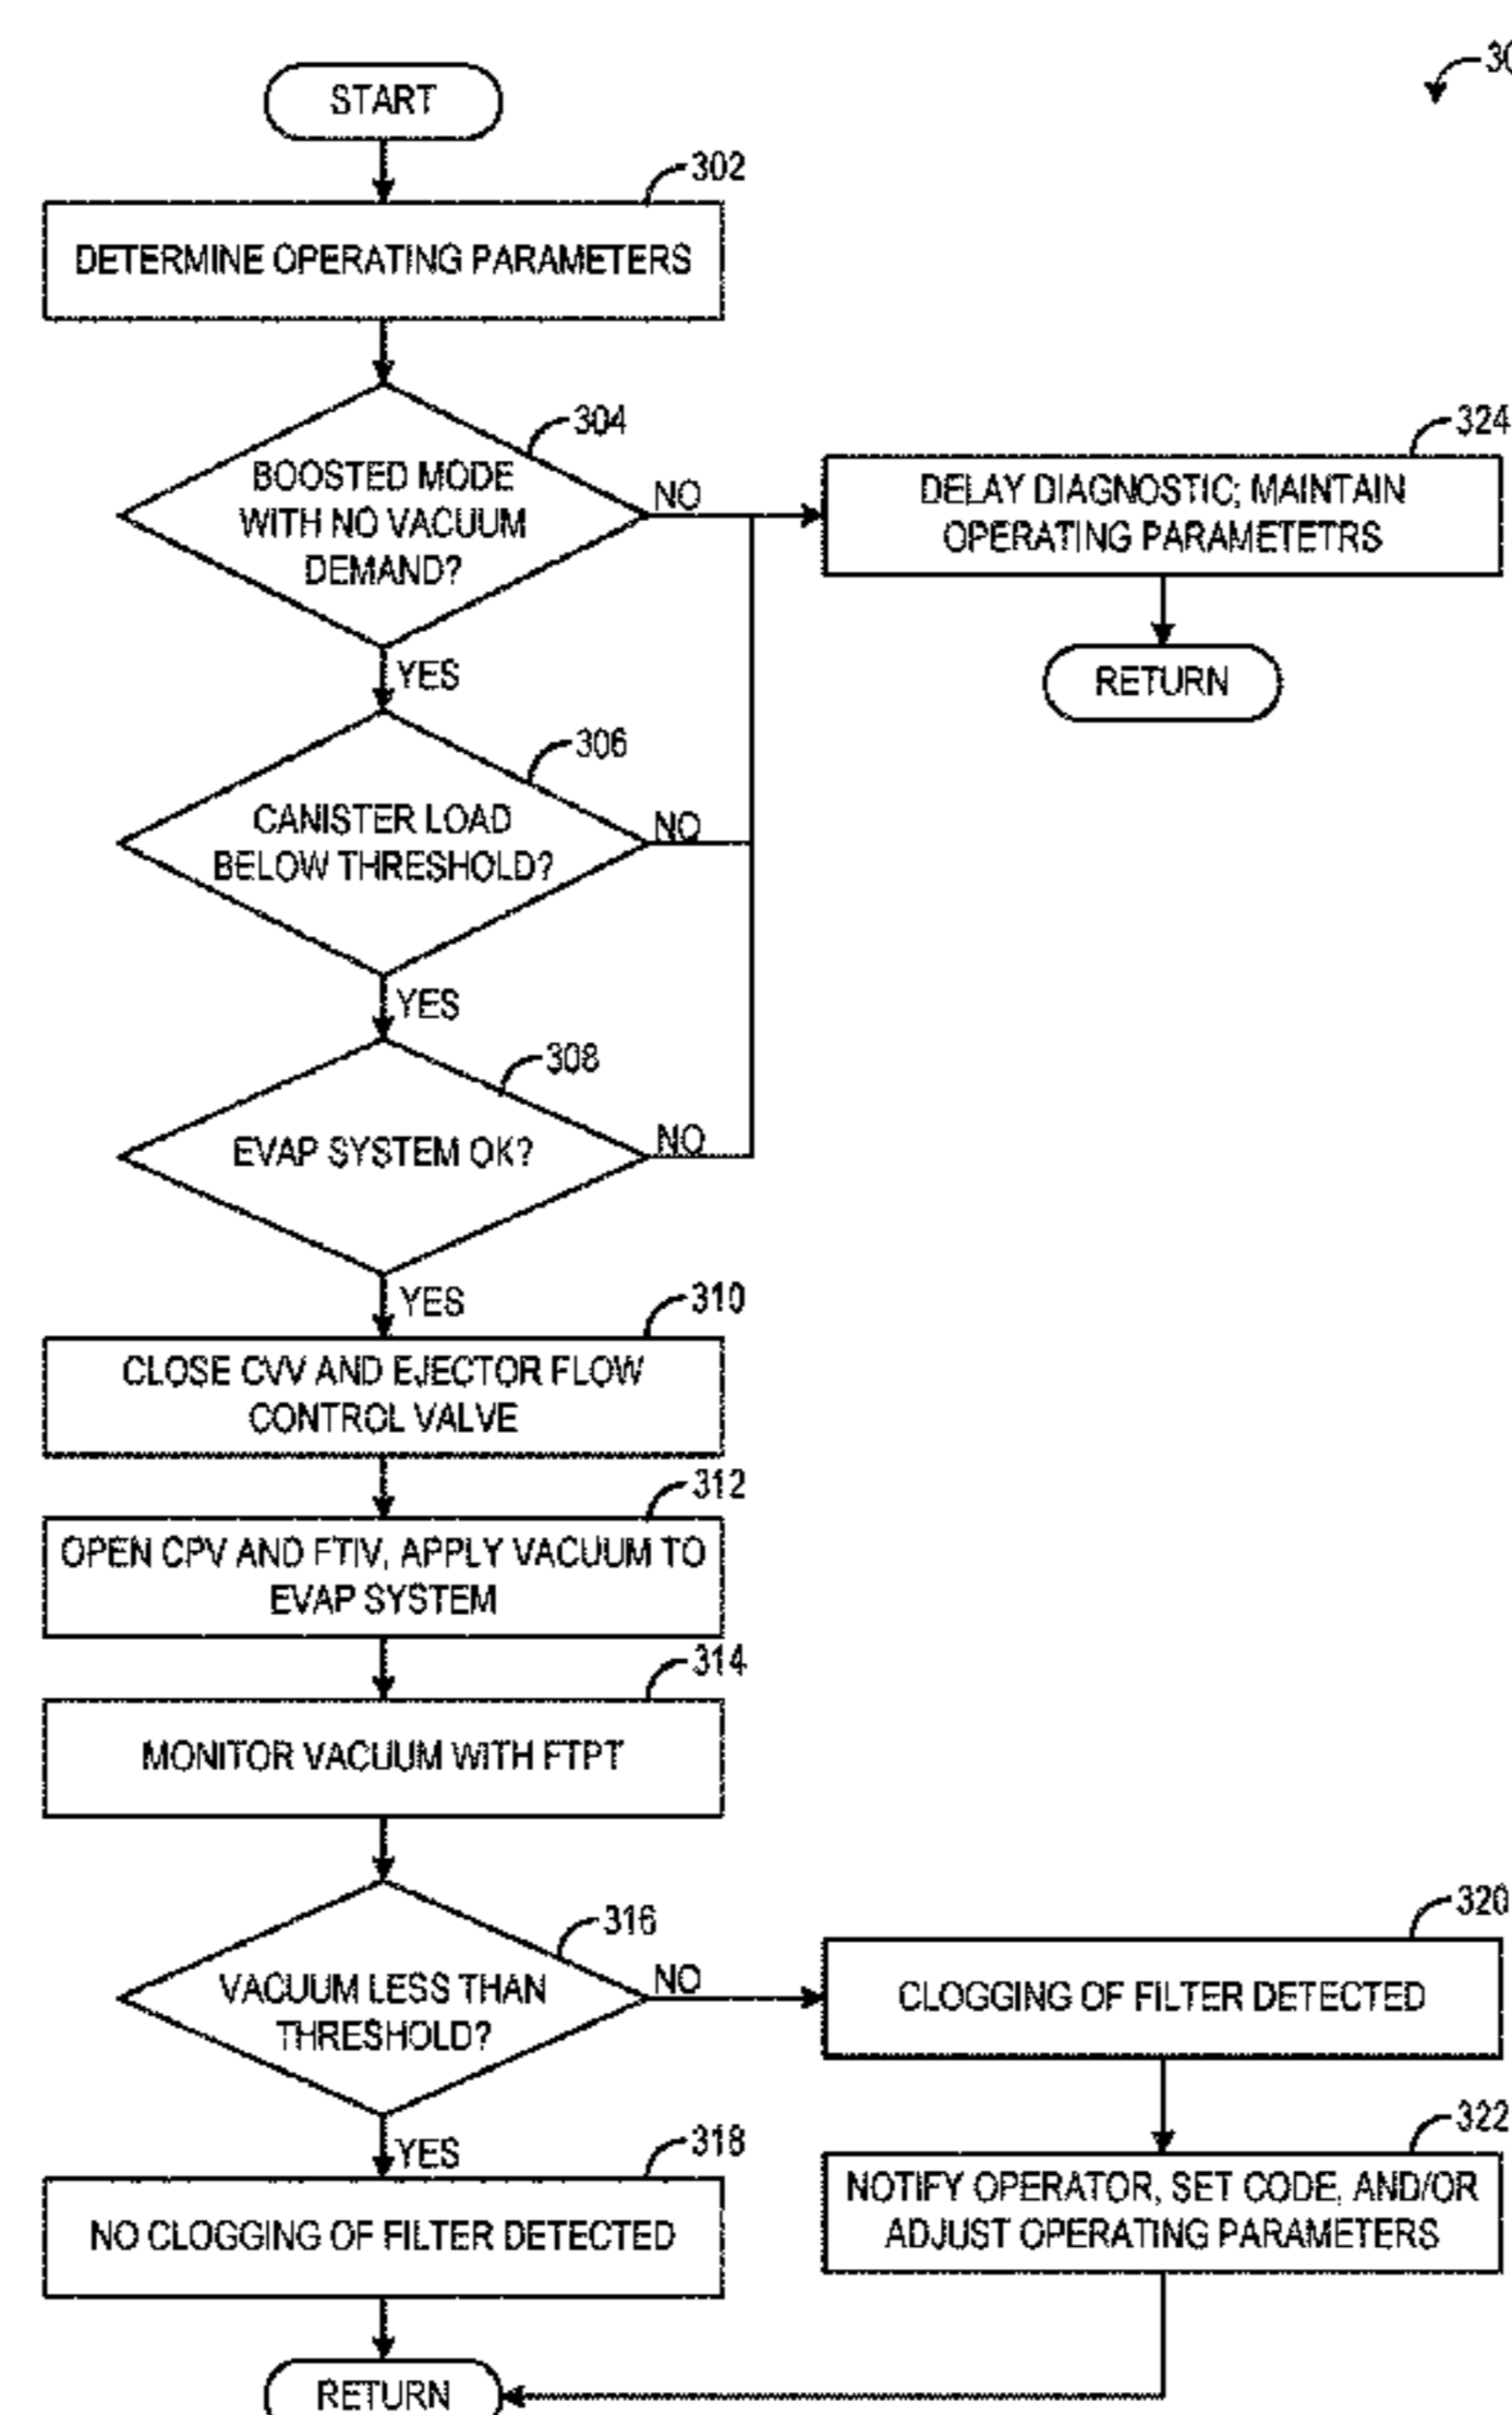 START
30
302
DETERMINE OPERATING PARAMETERS
304
BOOSTED MODE
WITH NO VACUUM
DEMAND?
NO
324
DELAY DIAGNOSTIC; MAINTAIN
OPERATING PARAMETETRS
YES
RETURN
306
CANISTER LOAD
BELOW THRESHOLD?
NO
YES
308
EVAP SYSTEM OK?
NO
YES
310
CLOSE CVV AND EJECTOR FLOW
CONTROL VALVE
312
OPEN CPV AND FTIV, APPLY VACUUM TO
EVAP SYSTEM
314
MONITOR VACUUM WITH FTPT
316
VACUUM LESS THAN
THRESHOLD?
NO
320
CLOGGING OF FILTER DETECTED
YES
318
NO CLOGGING OF FILTER DETECTED
322
NOTIFY OPERATOR, SET CODE, AND/OR
ADJUST OPERATING PARAMETERS
RETURN